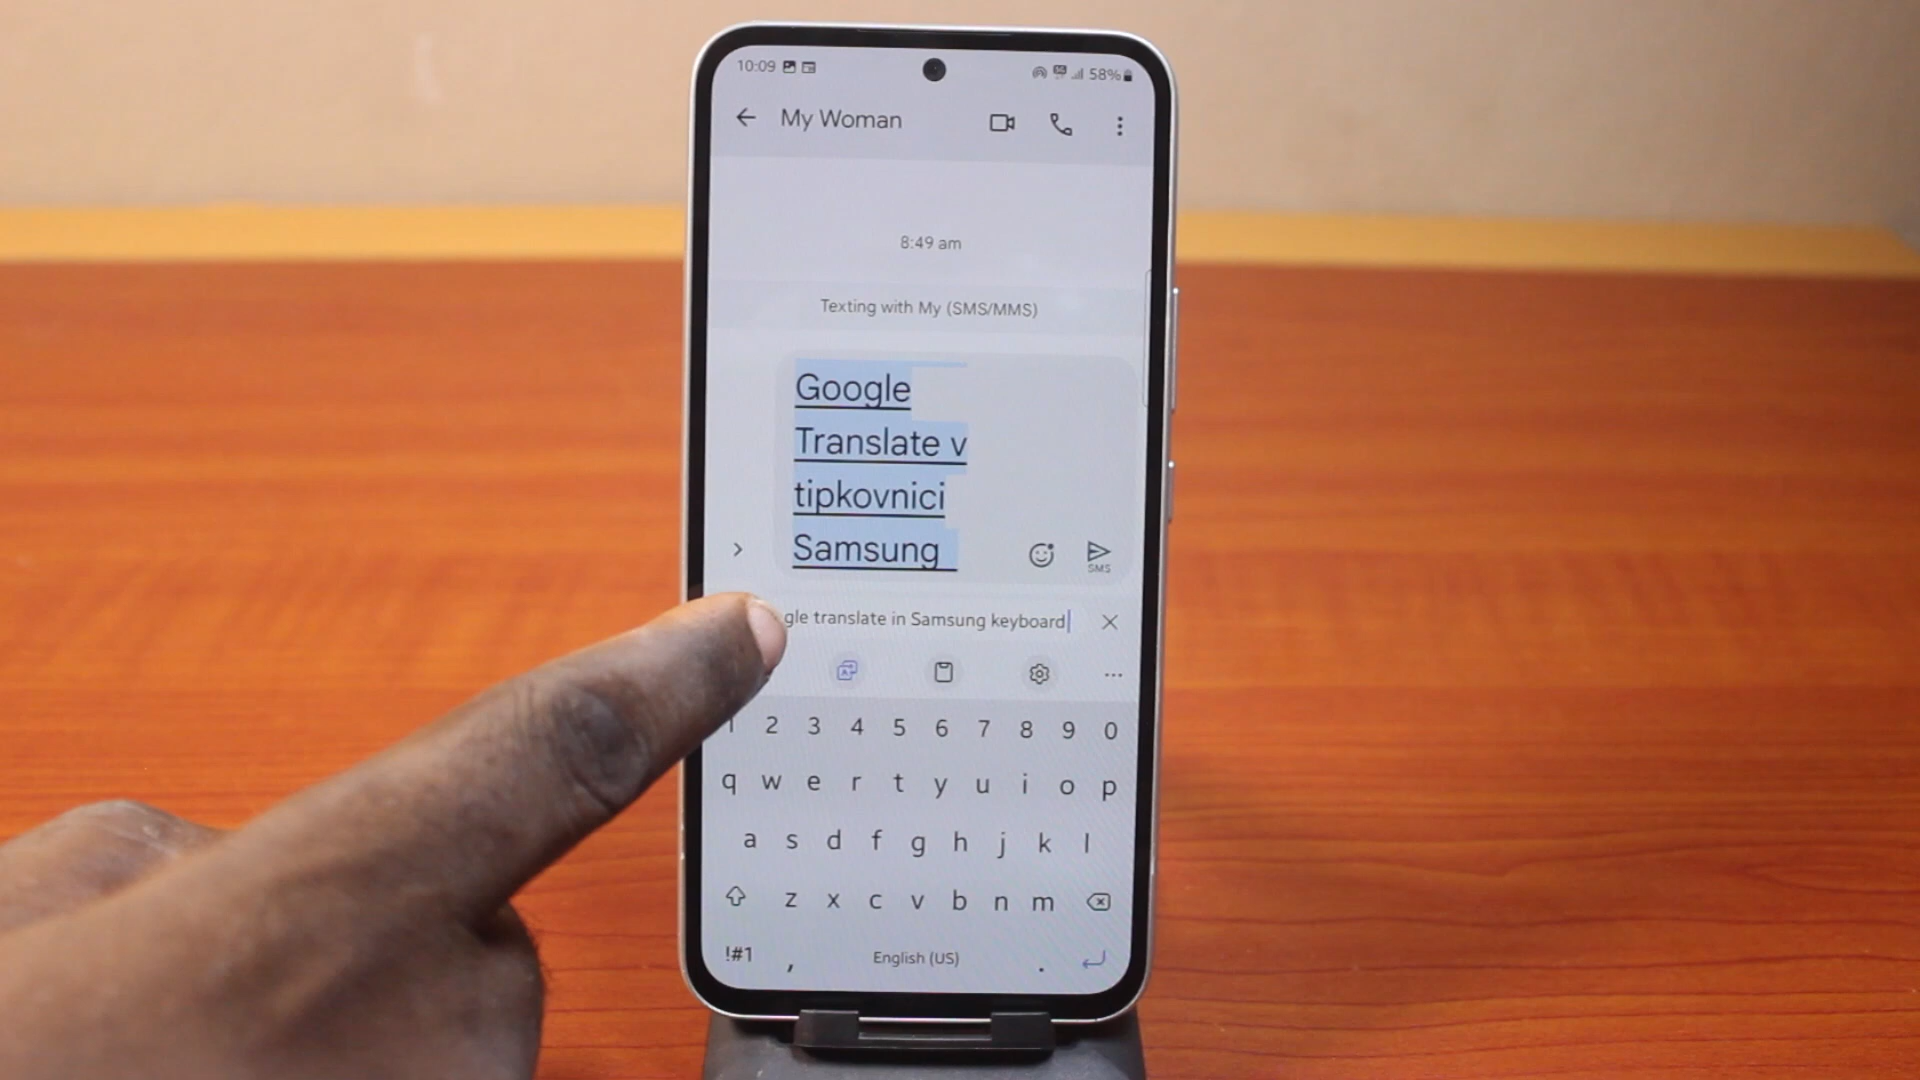 10:09 58%
My Woman
8:49 am
Texting with My (SMS/MMS)
Google
Translate v
tipkovnici
Samsung
SMS
gle translate in Samsung keyboard
1 2 3 4 5 6 7 8 9 0
q w e r t y u i o p
a s d f g h j k l
z x c v b n m
!#1 , English (US) .